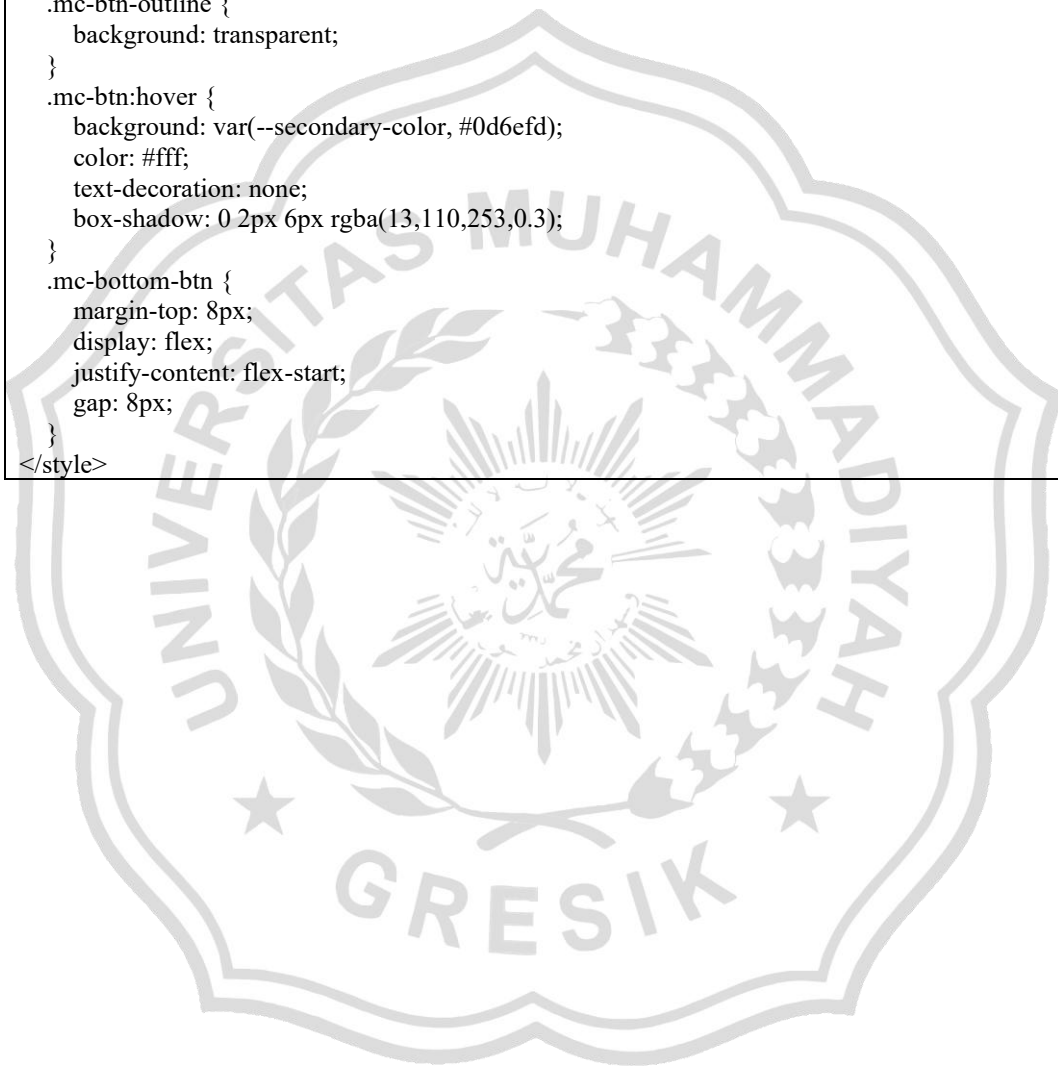 .mc-btn-outline {
background: transparent;
}
.mc-btn:hover {
background: var(--secondary-color, #0d6efd);
color: #fff;
text-decoration: none;
box-shadow: 0 2px 6px rgba(13,110,253,0.3);
}
.mc-bottom-btn {
margin-top: 8px;
display: flex;
justify-content: flex-start;
gap: 8px;
}
</style>
UNIVERSITAS MUHAMMADIYAH
محمدية
GRESIK